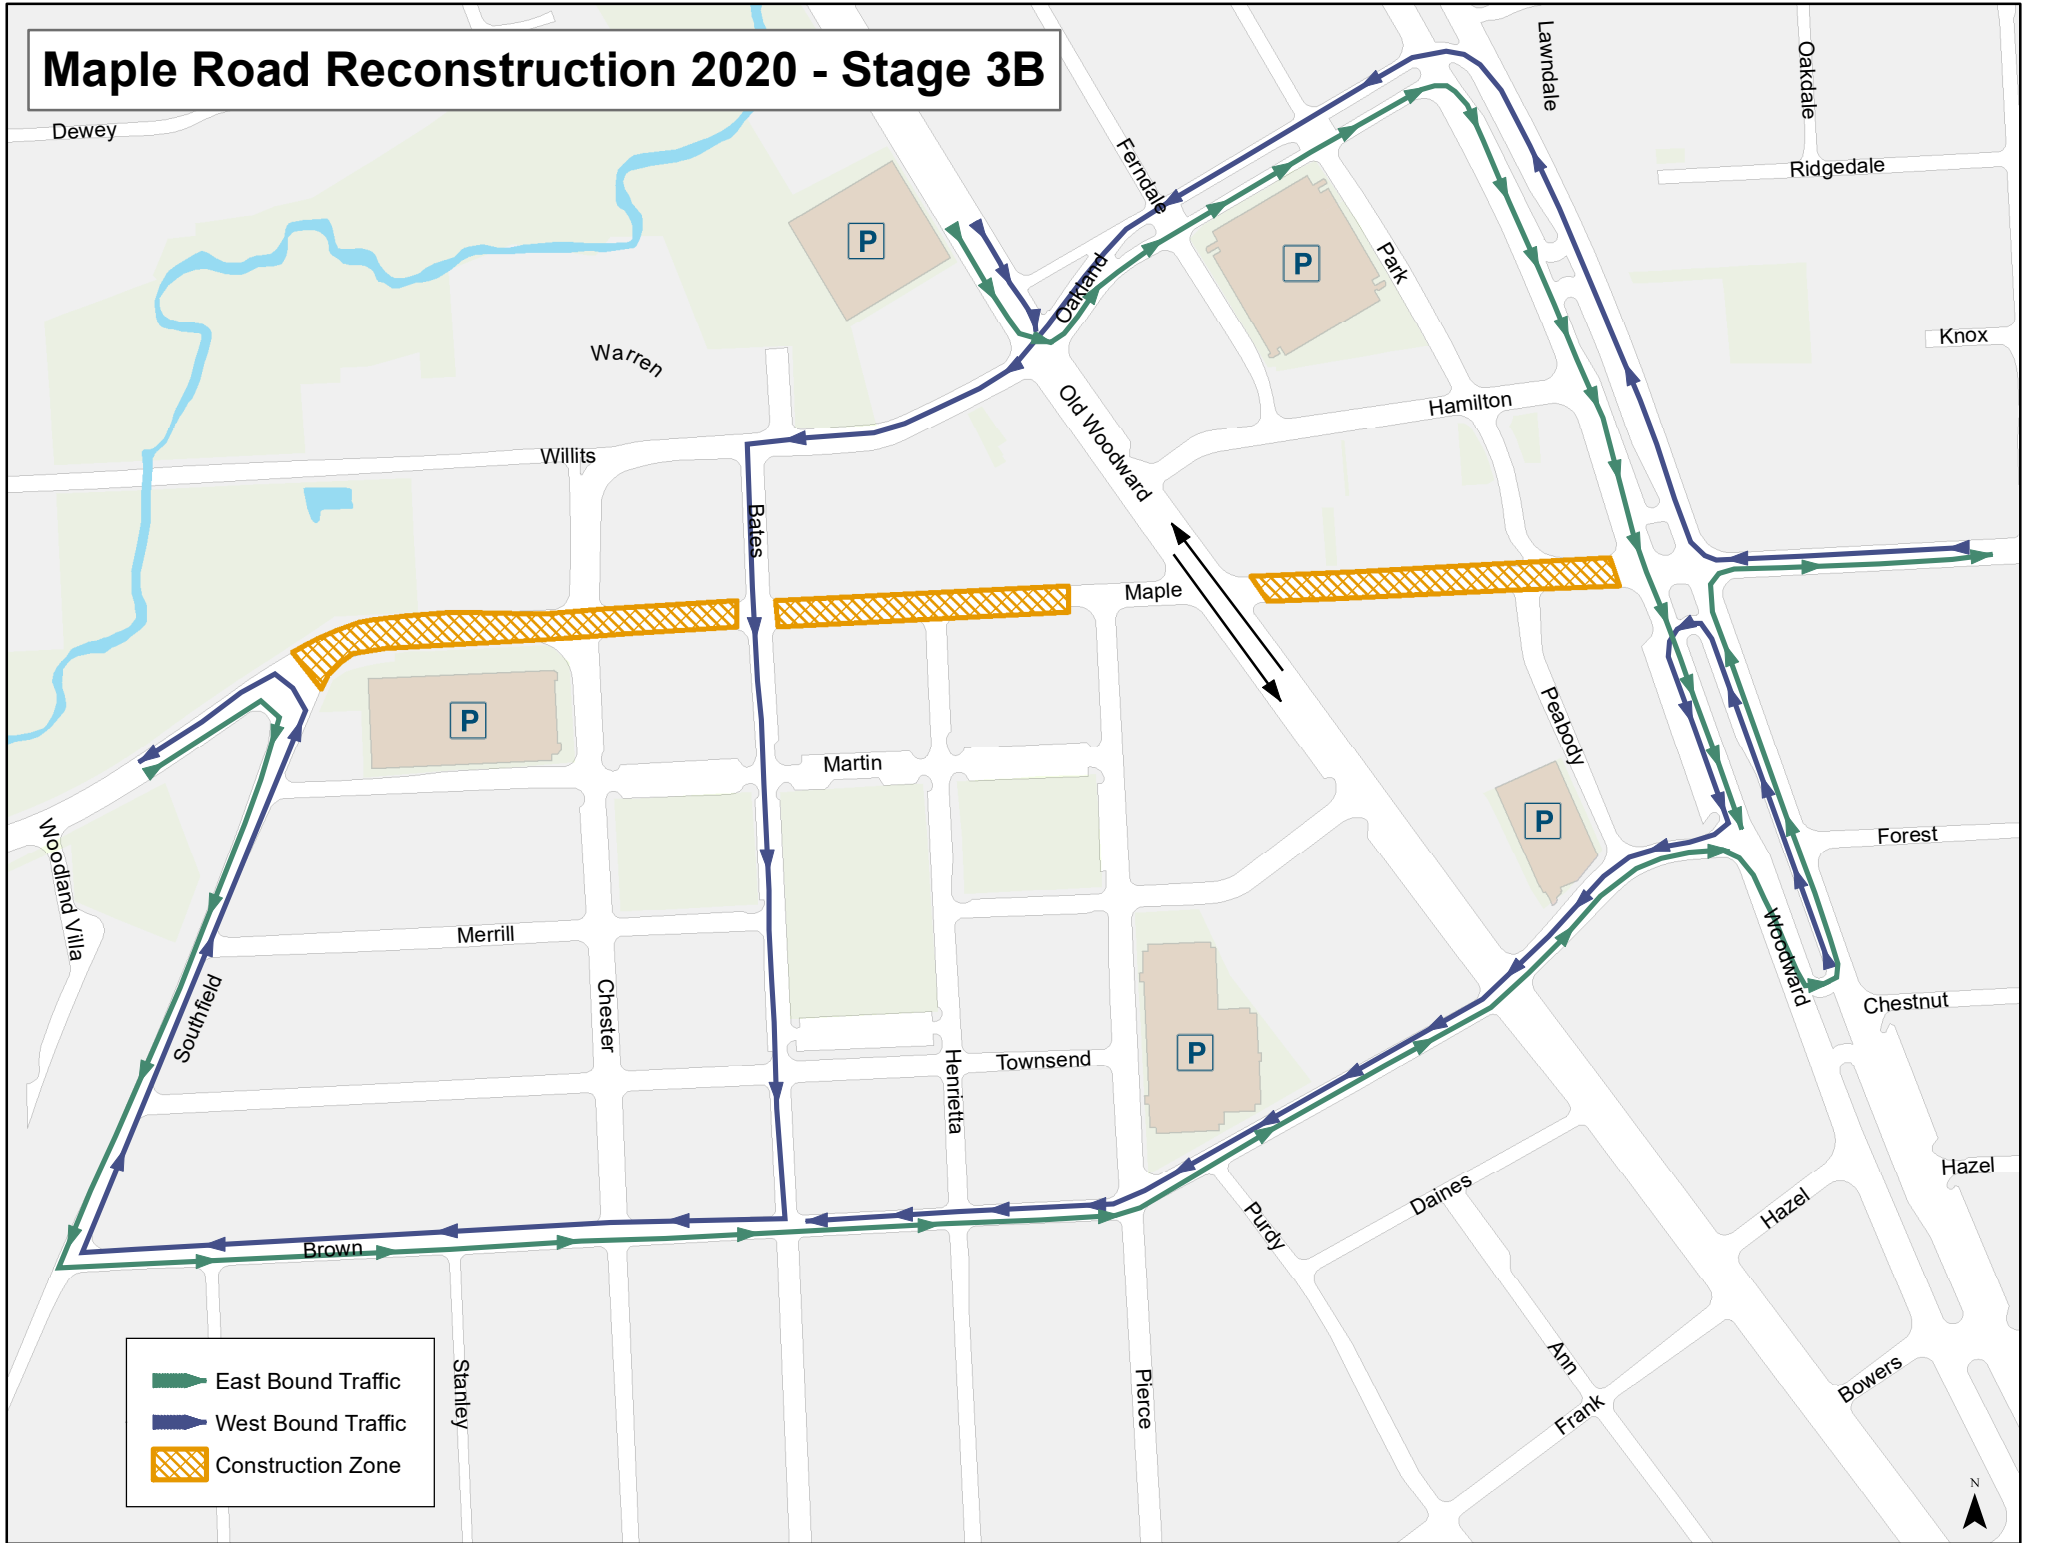 Maple Road Reconstruction 2020 - Stage 3B
Dewey
Lawndale
Oakdale
Ridgedale
Ferndale
P
P
Park
Oakland
Knox
Warren
Old Woodward
Hamilton
Willits
Bates
Maple
P
Peabody
Martin
P
Forest
Woodland Villa
Merrill
Woodward
Chestnut
Southfield
Chester
Henrietta
Townsend
P
Hazel
Daines
Hazel
Purdy
Brown
Stanley
Pierce
Ann
Frank
Bowers
East Bound Traffic
West Bound Traffic
Construction Zone
N